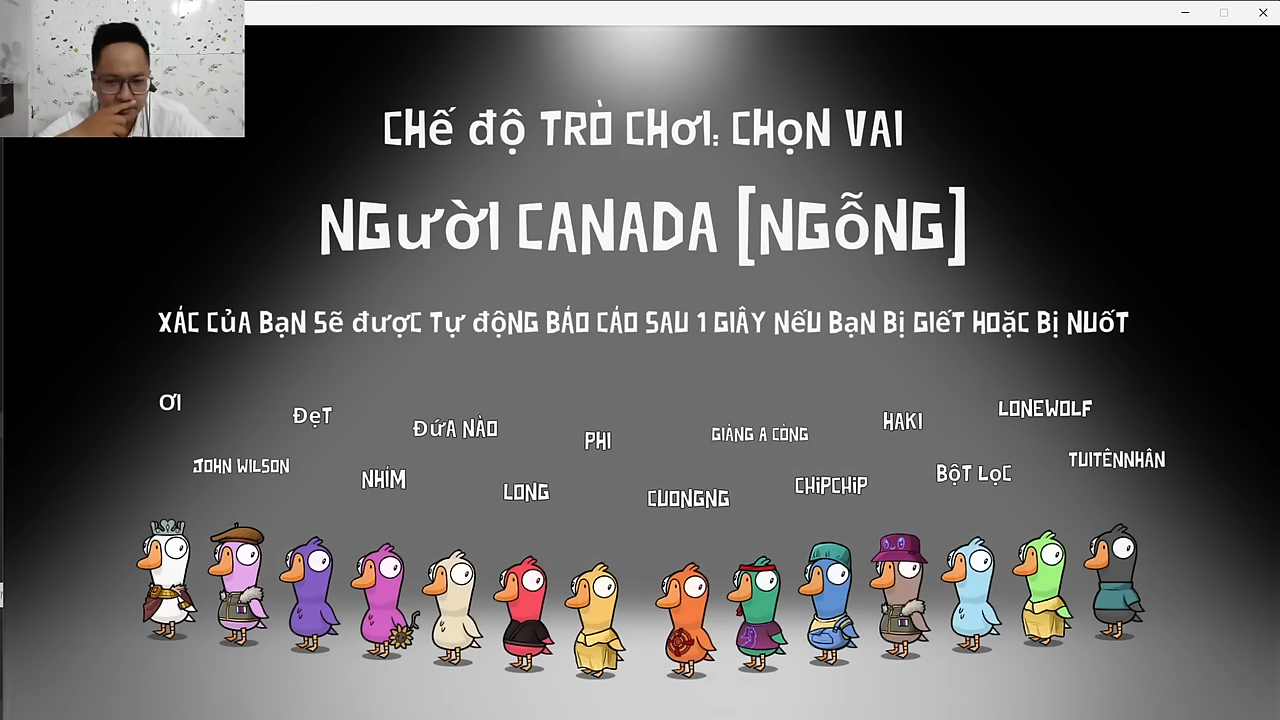 CHẾ ĐỘ TRÒ CHƠI: CHỌN VAI
NGƯỜI CANADA [NGỖNG]
XÁC CỦA BẠN SẼ ĐƯỢC TỰ ĐỘNG BÁO CÁO SAU 1 GIÂY NẾU BẠN BỊ GIẾT HOẶC BỊ NUỐT
ƠI
ĐẸT
ĐỨA NÀO
PHI
GIÀNG A CÒNG
HAKI
LONEWOLF
JOHN WILSON
NHÍM
LONG
CUONGNG
CHIPCHIP
BỘT LỌC
TUITÊNNHÂN